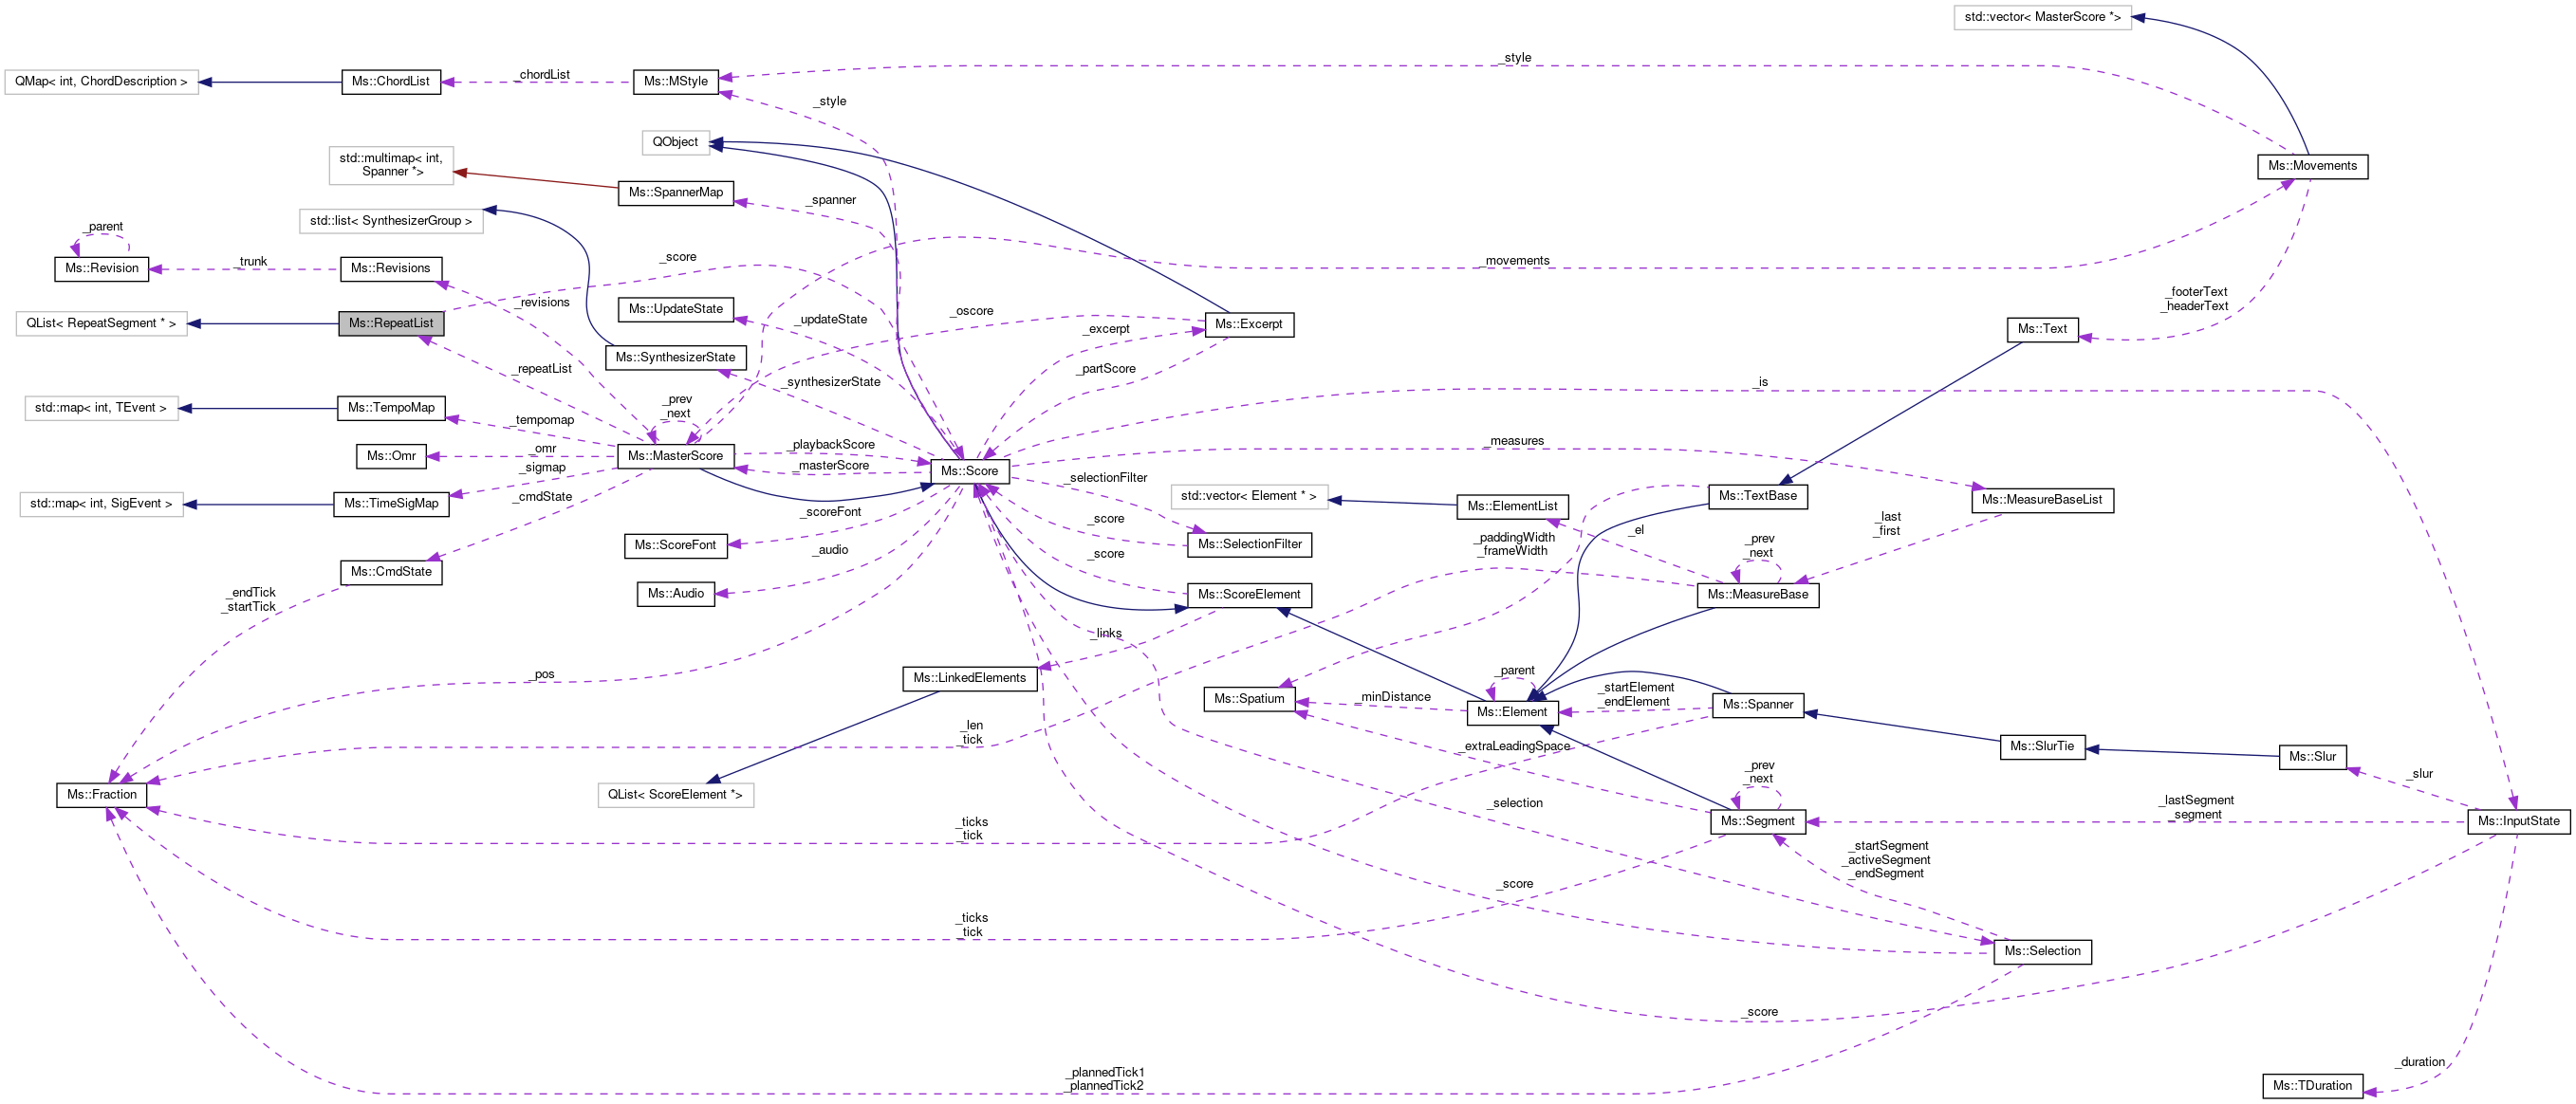 std::vector< MasterScore *>
_style
QMap< int, ChordDescription >
Ms::ChordList
_chordList
Ms::MStyle
_style
QObject
std::multimap< int,
Spanner *>
Ms::SpannerMap
_spanner
Ms::Movements
std::list< SynthesizerGroup >
_parent
Ms::Revision
_trunk
Ms::Revisions
_score
_movements
_revisions
Ms::UpdateState
_updateState
_oscore
_excerpt
Ms::Excerpt
_footerText
_headerText
Ms::Text
QList< RepeatSegment * >
Ms::RepeatList
Ms::SynthesizerState
_synthesizerState
_partScore
_repeatList
_is
std::map< int, TEvent >
Ms::TempoMap
_tempomap
_prev
_next
Ms::Omr
_omr
Ms::MasterScore
_playbackScore
_masterScore
Ms::Score
_measures
_sigmap
_selectionFilter
std::map< int, SigEvent >
Ms::TimeSigMap
_cmdState
_scoreFont
_score
std::vector< Element * >
Ms::ElementList
Ms::TextBase
Ms::MeasureBaseList
_last
_first
_el
Ms::ScoreFont
Ms::SelectionFilter
_paddingWidth
_frameWidth
_prev
_next
_audio
_score
Ms::CmdState
_endTick
_startTick
Ms::Audio
Ms::ScoreElement
Ms::MeasureBase
_links
_pos
Ms::LinkedElements
_parent
Ms::Spatium
_minDistance
Ms::Element
_startElement
_endElement
Ms::Spanner
_len
_tick
_extraLeadingSpace
Ms::SlurTie
Ms::Slur
_prev
_next
_slur
Ms::Fraction
QList< ScoreElement *>
_selection
_lastSegment
_segment
Ms::Segment
Ms::InputState
_ticks
_tick
_startSegment
_activeSegment
_endSegment
_score
_ticks
_tick
Ms::Selection
_score
_plannedTick1
_plannedTick2
_duration
Ms::TDuration